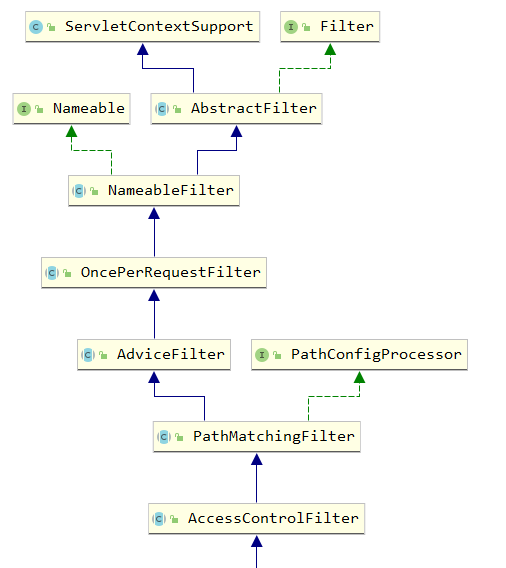 C ServletContextSupport
I Filter
I Nameable
C AbstractFilter
C NameableFilter
C OncePerRequestFilter
C AdviceFilter
I PathConfigProcessor
C PathMatchingFilter
C AccessControlFilter